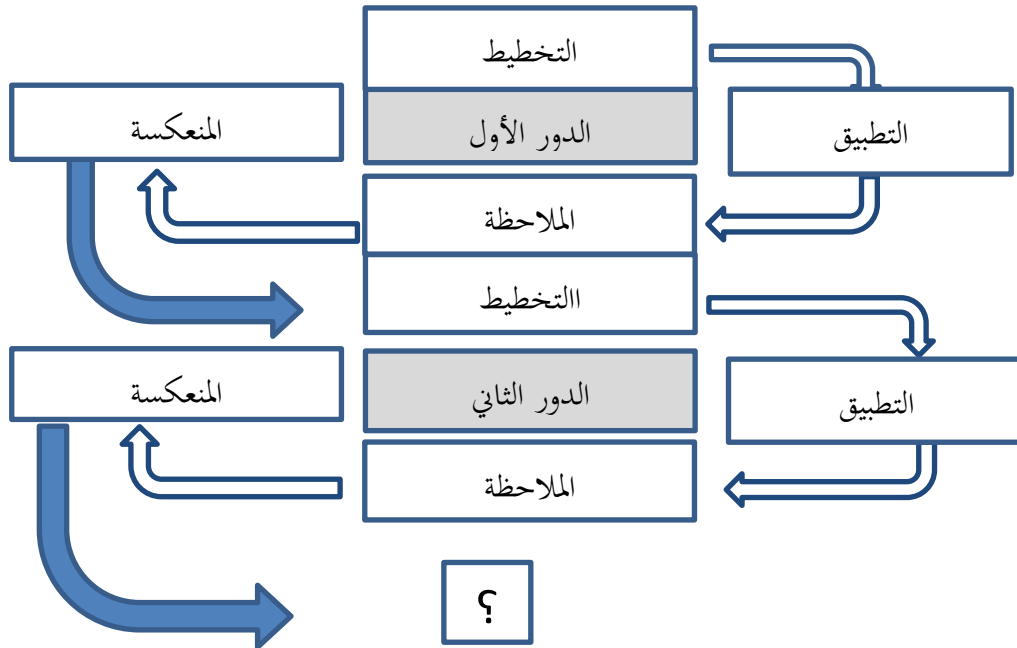 التخطيط
المنعكسة
الدور الأول
التطبيق
الملاحظة
االتخطيط
المنعكسة
الدور الثاني
التطبيق
الملاحظة
؟